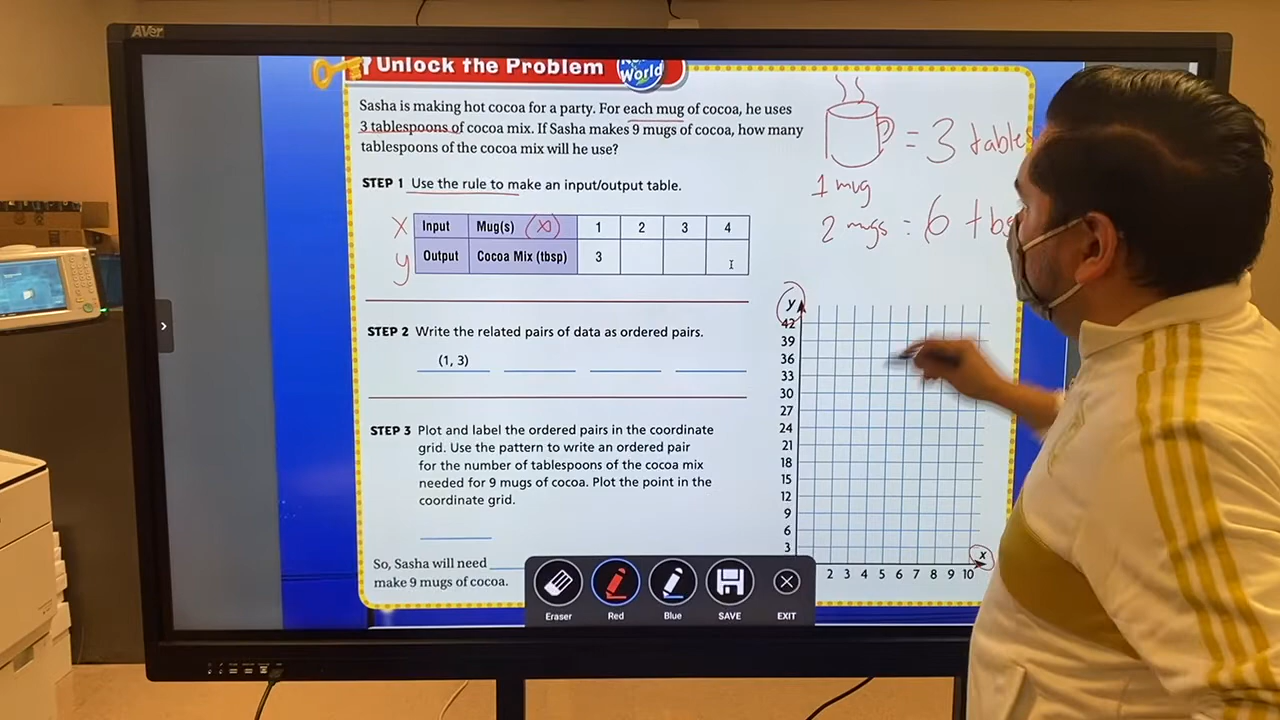 AVer
Unlock the Problem
World
Sasha is making hot cocoa for a party. For each mug of cocoa, he uses
3 tablespoons of cocoa mix. If Sasha makes 9 mugs of cocoa, how many
tablespoons of the cocoa mix will he use?
= 3 tables
1 mug
2 mugs = 6 tbs
STEP 1 Use the rule to make an input/output table.
x Input Mug(s) (x) 1 2 3 4
y Output Cocoa Mix (tbsp) 3
STEP 2 Write the related pairs of data as ordered pairs.
(1, 3)
STEP 3 Plot and label the ordered pairs in the coordinate
grid. Use the pattern to write an ordered pair
for the number of tablespoons of the cocoa mix
needed for 9 mugs of cocoa. Plot the point in the
coordinate grid.
So, Sasha will need
make 9 mugs of cocoa.
y
42
39
36
33
30
27
24
21
18
15
12
9
6
3
x
2 3 4 5 6 7 8 9 10
Eraser Red Blue SAVE EXIT